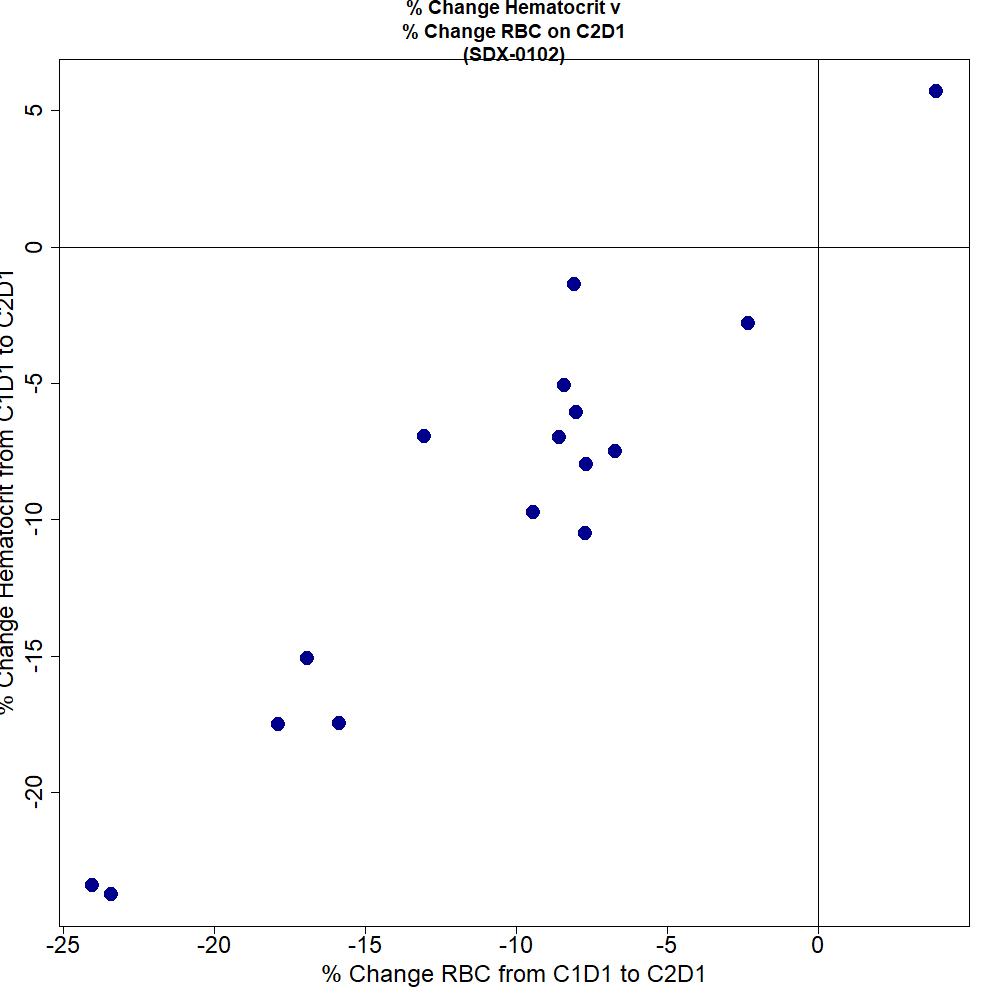 % Change Hematocrit v
% Change RBC on C2D1
(SDX-0102)
% Change Hematocrit from C1D1 to C2D1
5
0
-5
-10
-15
-20
-25
-20
-15
-10
-5
0
% Change RBC from C1D1 to C2D1